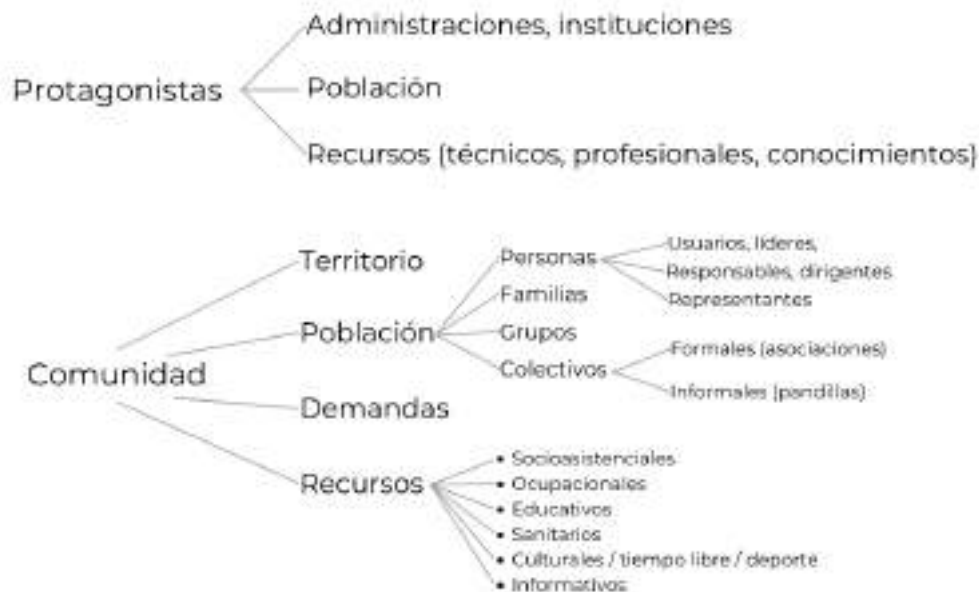 Administraciones, instituciones
Protagonistas
Población
Recursos (técnicos, profesionales, conocimientos)
Comunidad
Territorio
Población
Personas
Usuarios, líderes,
Responsables, dirigentes
Representantes
Familias
Grupos
Colectivos
Formales (asociaciones)
Informales (pandillas)
Demandas
Recursos
• Socioasistenciales
• Ocupacionales
• Educativos
• Sanitarios
• Culturales / tiempo libre / deporte
• Informativos